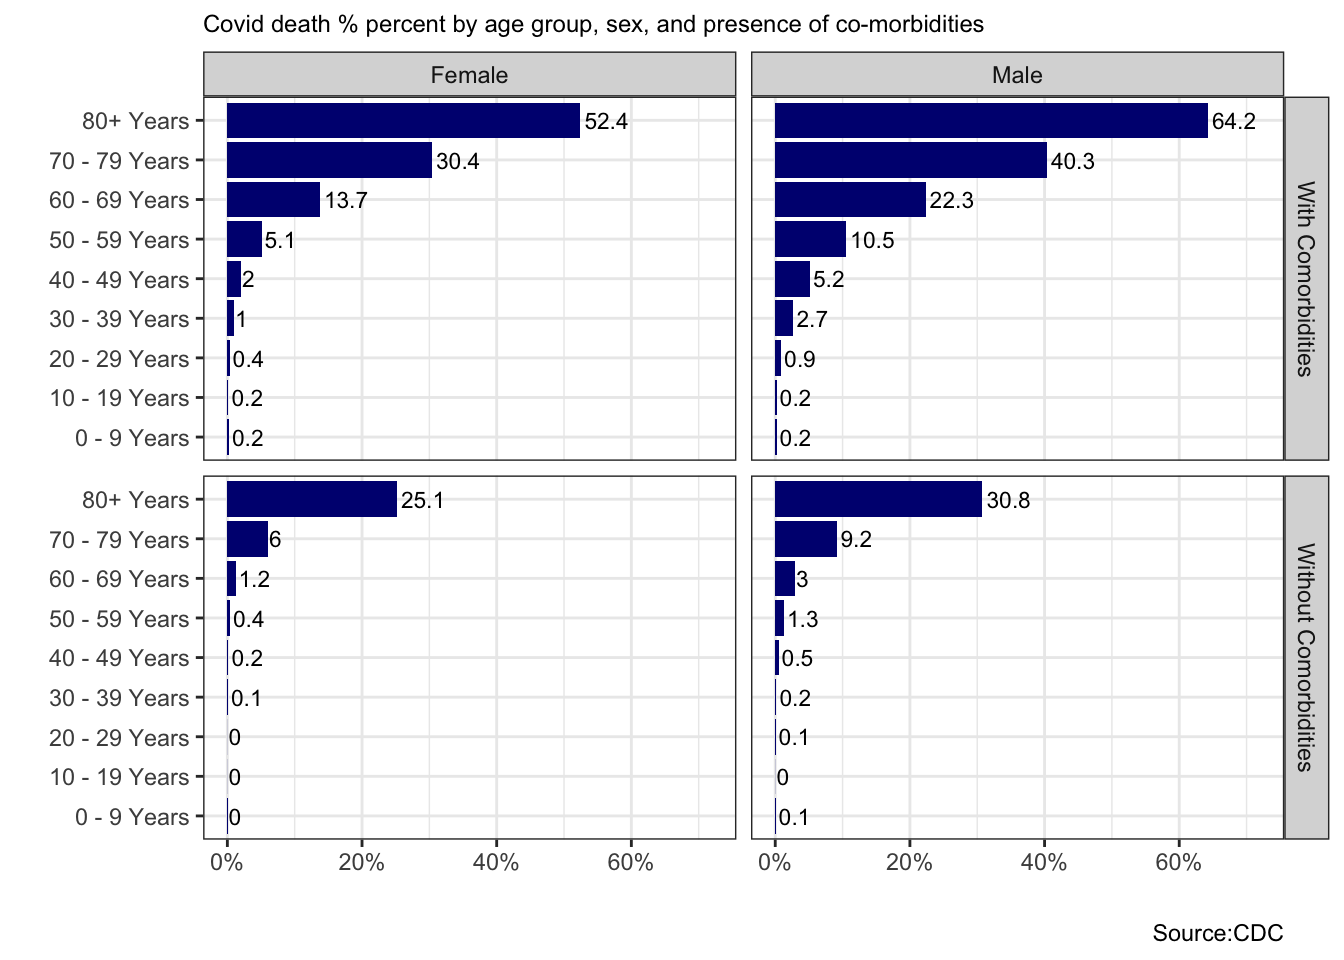 Covid death % percent by age group, sex, and presence of co-morbidities
Female
Male
80+ Years 52.4 64.2
70 - 79 Years 30.4 40.3
60 - 69 Years 13.7 22.3
50 - 59 Years 5.1 10.5
40 - 49 Years 2 5.2
30 - 39 Years 1 2.7
20 - 29 Years 0.4 0.9
10 - 19 Years 0.2 0.2
0 - 9 Years 0.2 0.2
With Comorbidities
80+ Years 25.1 30.8
70 - 79 Years 6 9.2
60 - 69 Years 1.2 3
50 - 59 Years 0.4 1.3
40 - 49 Years 0.2 0.5
30 - 39 Years 0.1 0.2
20 - 29 Years 0 0.1
10 - 19 Years 0 0
0 - 9 Years 0 0.1
Without Comorbidities
0% 20% 40% 60% 0% 20% 40% 60%
Source:CDC